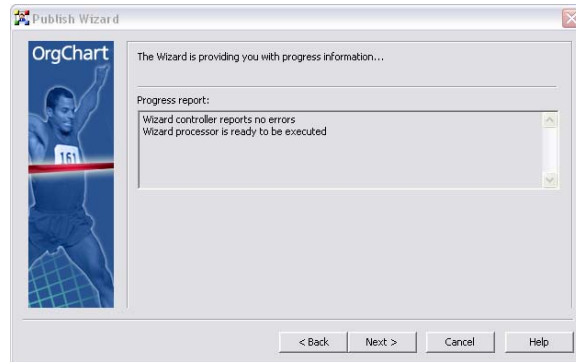 Publish Wizard
OrgChart
The Wizard is providing you with progress information...
Progress report:
Wizard controller reports no errors
Wizard processor is ready to be executed
161
< Back
Next >
Cancel
Help